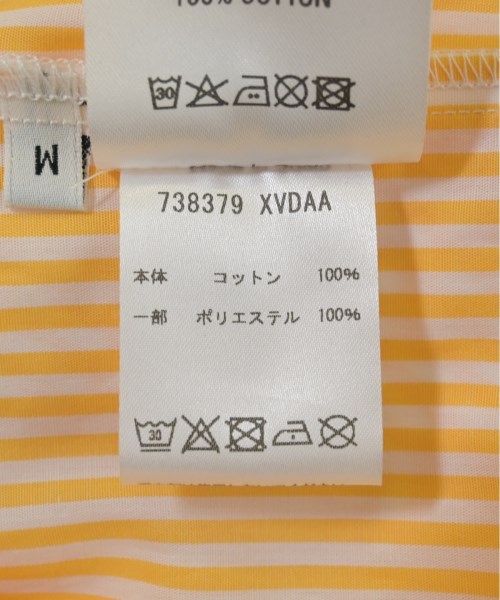 100% COTTON
30
M
738379 XVDAA
本体 コットン 100%
一部 ポリエステル 100%
30